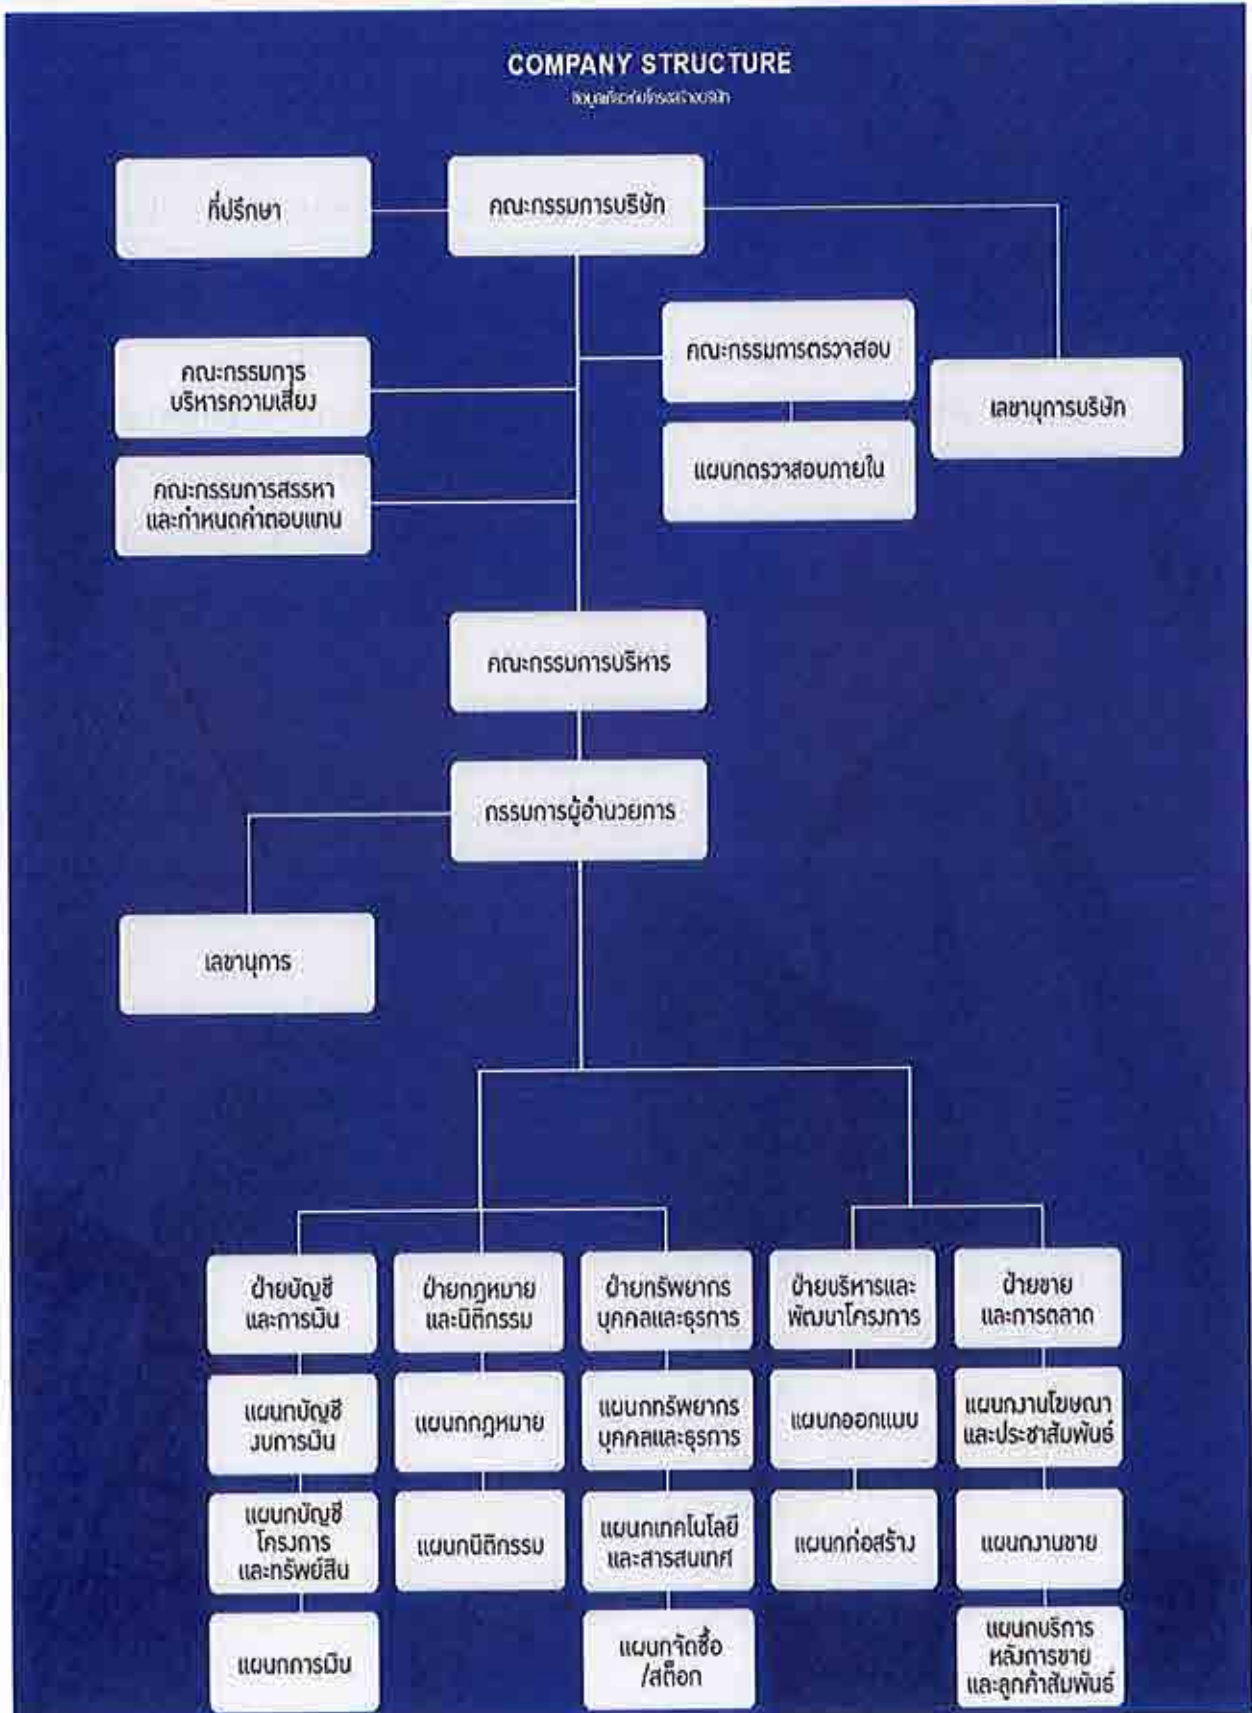 COMPANY STRUCTURE
ข้อมูลเกี่ยวกับโครงสร้างบริษัท
ที่ปรึกษา
คณะกรรมการบริษัท
คณะกรรมการตรวจสอบ
คณะกรรมการ
บริหารความเสี่ยง
เลขานุการบริษัท
แผนกตรวจสอบภายใน
คณะกรรมการสรรหา
และกำหนดค่าตอบแทน
คณะกรรมการบริหาร
กรรมการผู้อำนวยการ
เลขานุการ
ฝ่ายบัญชี
และการเงิน
ฝ่ายกฎหมาย
และนิติกรรม
ฝ่ายทรัพยากร
บุคคลและธุรการ
ฝ่ายบริหารและ
พัฒนาโครงการ
ฝ่ายขาย
และการตลาด
แผนกบัญชี
งบการเงิน
แผนกกฎหมาย
แผนกทรัพยากร
บุคคลและธุรการ
แผนกออกแบบ
แผนกงานโฆษณา
และประชาสัมพันธ์
แผนกบัญชี
โครงการ
และทรัพย์สิน
แผนกนิติกรรม
แผนกเทคโนโลยี
และสารสนเทศ
แผนกก่อสร้าง
แผนกงานขาย
แผนกการเงิน
แผนกจัดซื้อ
/สต็อก
แผนกบริการ
หลังการขาย
และลูกค้าสัมพันธ์